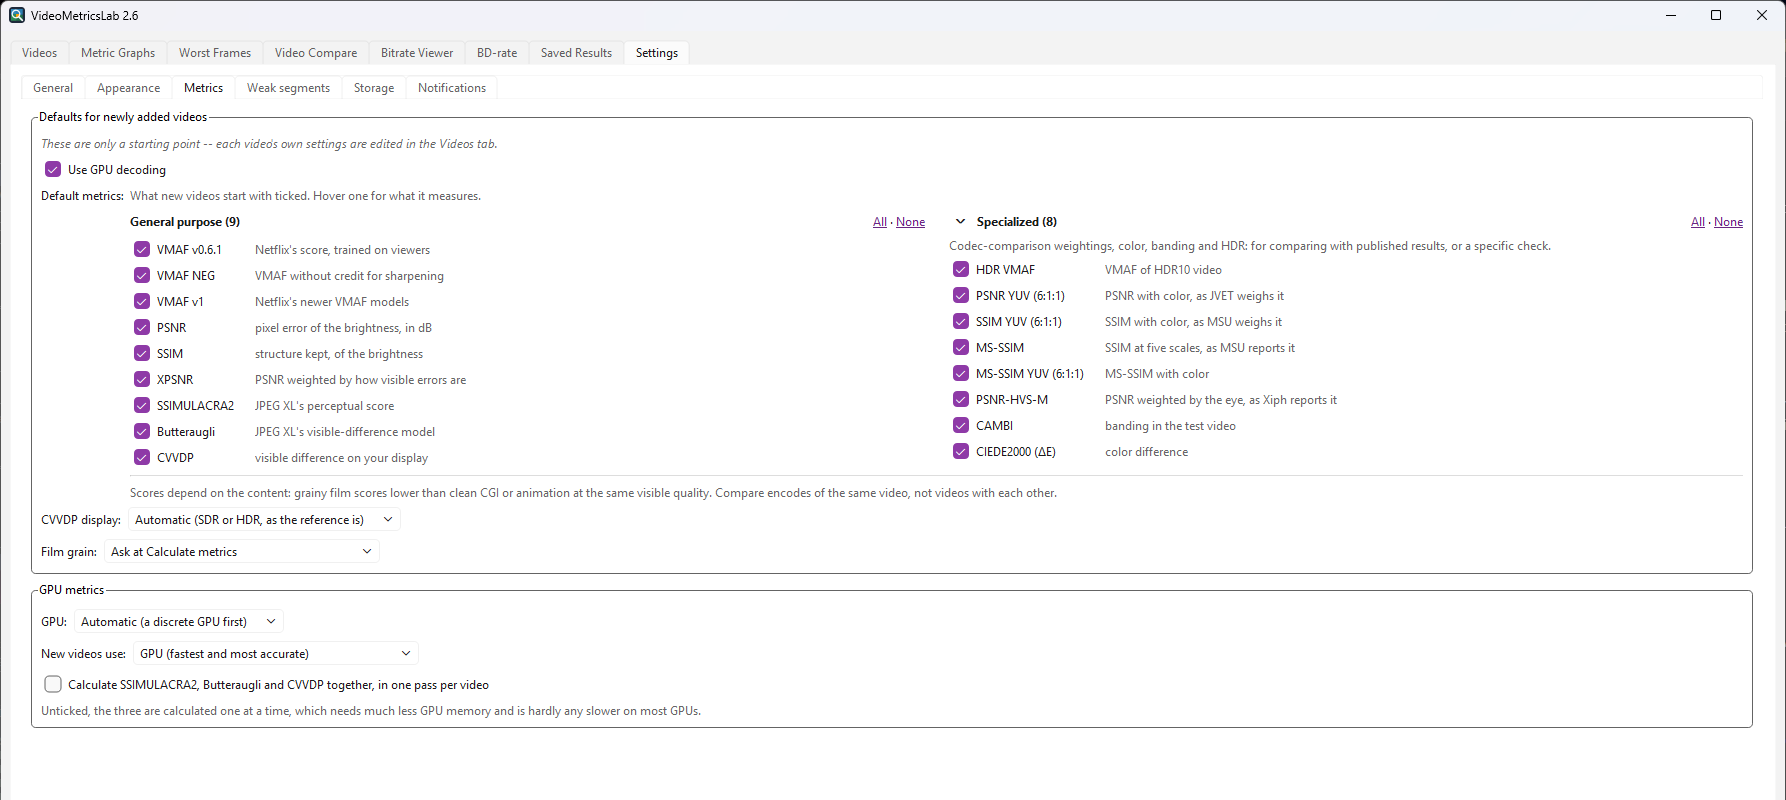 VideoMetricsLab 2.6
Videos Metric Graphs Worst Frames Video Compare Bitrate Viewer BD-rate Saved Results Settings
General Appearance Metrics Weak segments Storage Notifications
Defaults for newly added videos
These are only a starting point -- each video's own settings are edited in the Videos tab.
Use GPU decoding
Default metrics: What new videos start with ticked. Hover one for what it measures.
General purpose (9) All · None
VMAF v0.6.1 Netflix's score, trained on viewers
VMAF NEG VMAF without credit for sharpening
VMAF v1 Netflix's newer VMAF models
PSNR pixel error of the brightness, in dB
SSIM structure kept, of the brightness
XPSNR PSNR weighted by how visible errors are
SSIMULACRA2 JPEG XL's perceptual score
Butteraugli JPEG XL's visible-difference model
CVVDP visible difference on your display
Specialized (8) All · None
Codec-comparison weightings, color, banding and HDR: for comparing with published results, or a specific check.
HDR VMAF VMAF of HDR10 video
PSNR YUV (6:1:1) PSNR with color, as JVET weighs it
SSIM YUV (6:1:1) SSIM with color, as MSU weighs it
MS-SSIM SSIM at five scales, as MSU reports it
MS-SSIM YUV (6:1:1) MS-SSIM with color
PSNR-HVS-M PSNR weighted by the eye, as Xiph reports it
CAMBI banding in the test video
CIEDE2000 (ΔE) color difference
Scores depend on the content: grainy film scores lower than clean CGI or animation at the same visible quality. Compare encodes of the same video, not videos with each other.
CVVDP display: Automatic (SDR or HDR, as the reference is)
Film grain: Ask at Calculate metrics
GPU metrics
GPU: Automatic (a discrete GPU first)
New videos use: GPU (fastest and most accurate)
Calculate SSIMULACRA2, Butteraugli and CVVDP together, in one pass per video
Unticked, the three are calculated one at a time, which needs much less GPU memory and is hardly any slower on most GPUs.